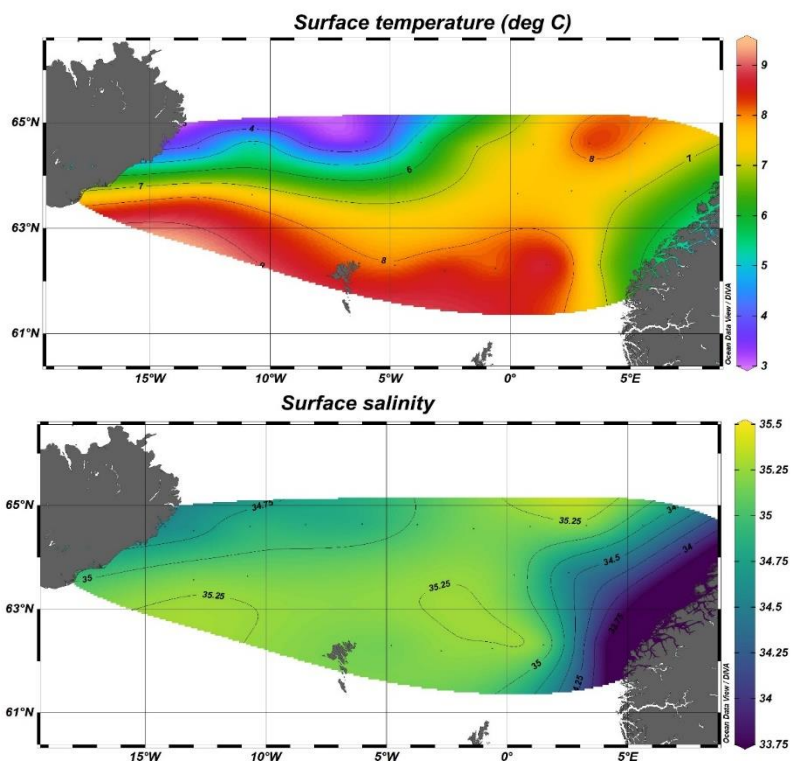 Surface temperature (deg C)
65°N
63°N
61°N
15°W
10°W
5°W
0°
5°E
4
6
7
8
9
8
7
9
8
7
6
5
4
3
Ocean Data View / DIVA
Surface salinity
65°N
63°N
61°N
15°W
10°W
5°W
0°
5°E
34.75
35
35.25
35.25
35.25
34.5
34
35
35.5
35.25
35
34.75
34.5
34.25
34
33.75
Ocean Data View / DIVA